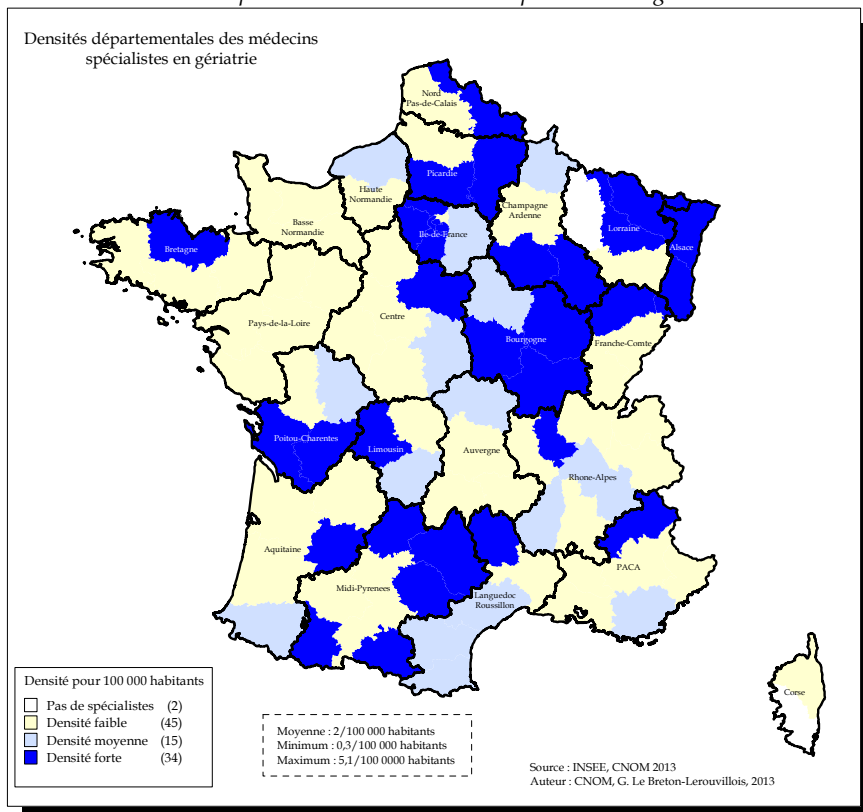 Densités départementales des médecins
spécialistes en gériatrie
Nord
Pas-de-Calais
Picardie
Haute
Normandie
Champagne
Ardenne
Basse
Normandie
Ile-de-France
Lorraine
Alsace
Bretagne
Pays-de-la-Loire
Centre
Bourgogne
Franche-Comte
Poitou-Charentes
Limousin
Auvergne
Rhone-Alpes
Aquitaine
Midi-Pyrenees
Languedoc
Roussillon
PACA
Corse
Densité pour 100 000 habitants
Pas de spécialistes (2)
Densité faible (45)
Densité moyenne (15)
Densité forte (34)
Moyenne : 2/100 000 habitants
Minimum : 0,3/100 000 habitants
Maximum : 5,1/100 0000 habitants
Source : INSEE, CNOM 2013
Auteur : CNOM, G. Le Breton-Lerouvillois, 2013